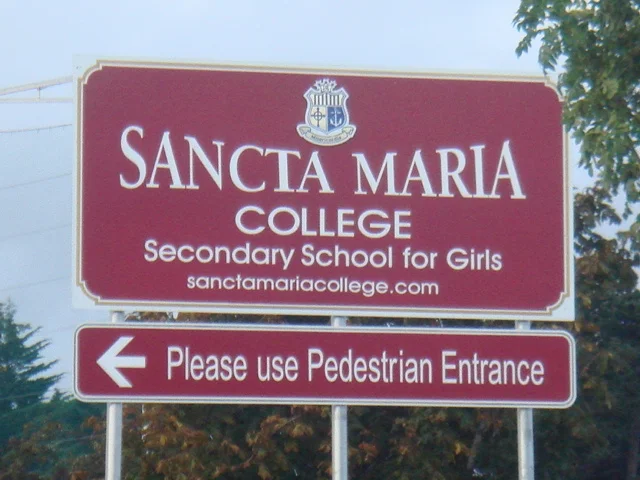 SANCTA MARIA
COLLEGE
Secondary School for Girls
sanctamariacollege.com
Please use Pedestrian Entrance